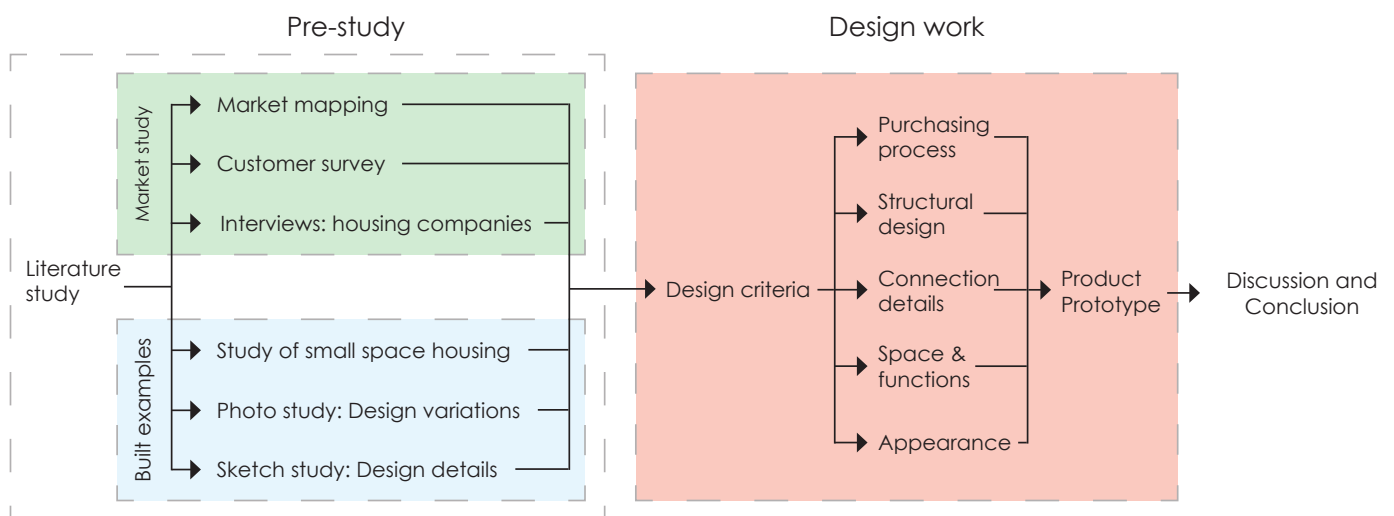 Pre-study
Design work
Market study
Market mapping
Customer survey
Interviews: housing companies
Literature
study
Built examples
Study of small space housing
Photo study: Design variations
Sketch study: Design details
Design criteria
Purchasing
process
Structural
design
Connection
details
Space &
functions
Appearance
Product
Prototype
Discussion and
Conclusion